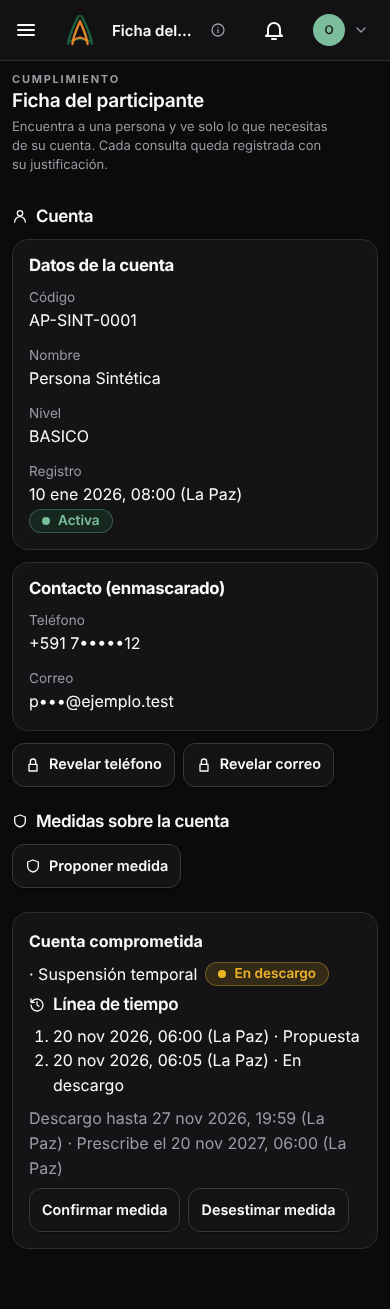 Ficha del...
O
CUMPLIMIENTO
Ficha del participante
Encuentra a una persona y ve solo lo que necesitas
de su cuenta. Cada consulta queda registrada con
su justificación.
Cuenta
Datos de la cuenta
Código
AP-SINT-0001
Nombre
Persona Sintética
Nivel
BASICO
Registro
10 ene 2026, 08:00 (La Paz)
Activa
Contacto (enmascarado)
Teléfono
+591 7•••••12
Correo
p•••@ejemplo.test
Revelar teléfono
Revelar correo
Medidas sobre la cuenta
Proponer medida
Cuenta comprometida
· Suspensión temporal En descargo
Línea de tiempo
1. 20 nov 2026, 06:00 (La Paz) · Propuesta
2. 20 nov 2026, 06:05 (La Paz) · En
descargo
Descargo hasta 27 nov 2026, 19:59 (La
Paz) · Prescribe el 20 nov 2027, 06:00 (La
Paz)
Confirmar medida
Desestimar medida